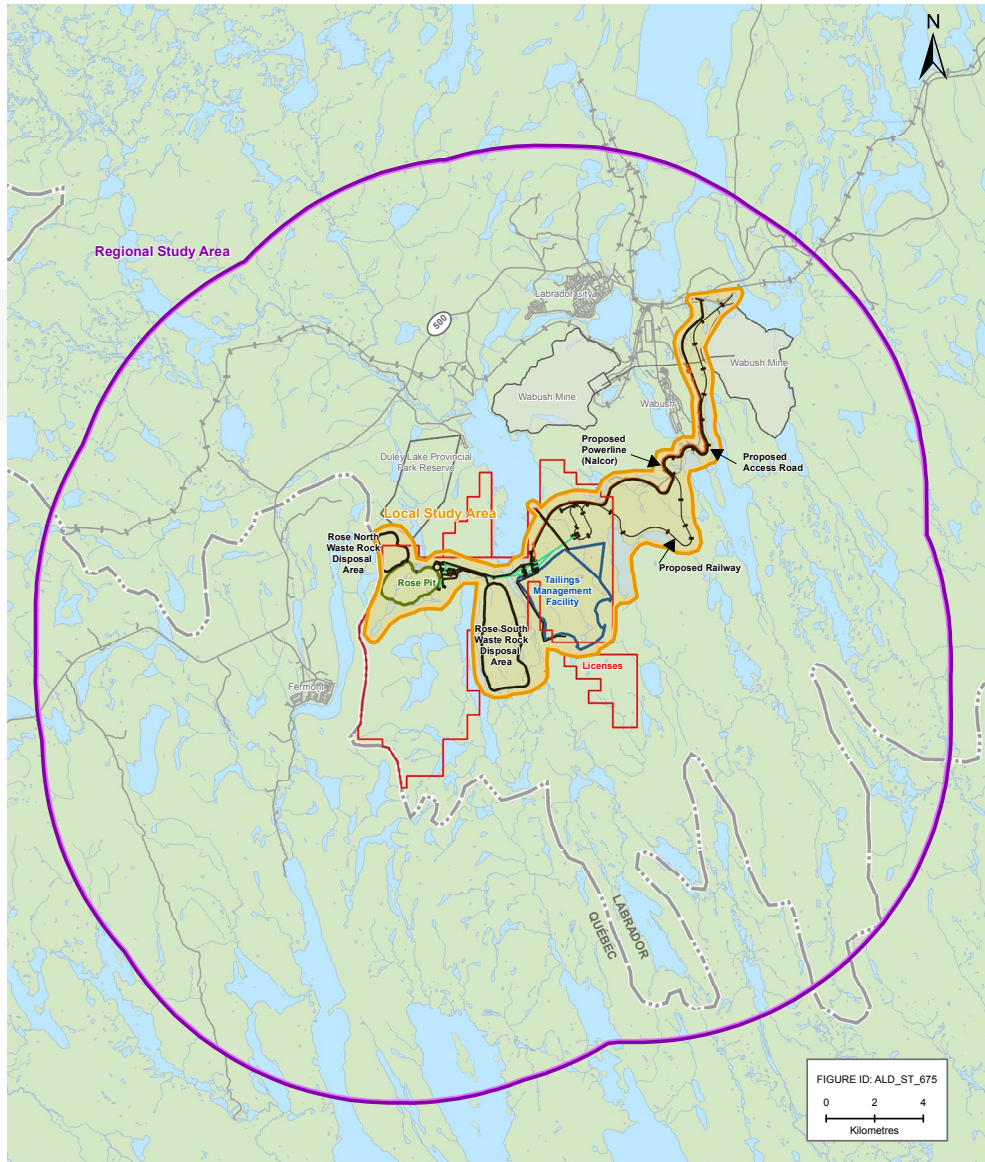 N
Regional Study Area
Labrador City
500
Wabush Mine
Wabush Mine
Wabush
Proposed
Powerline
(Nalcor)
Proposed
Access Road
Duley Lake Provincial
Park Reserve
Local Study Area
Rose North
Waste Rock
Disposal
Area
Rose Pit
Proposed Railway
Tailings
Management
Facility
Rose South
Waste Rock
Disposal
Area
Licenses
Fermont
LABRADOR
QUÉBEC
FIGURE ID: ALD_ST_675
0 2 4
Kilometres